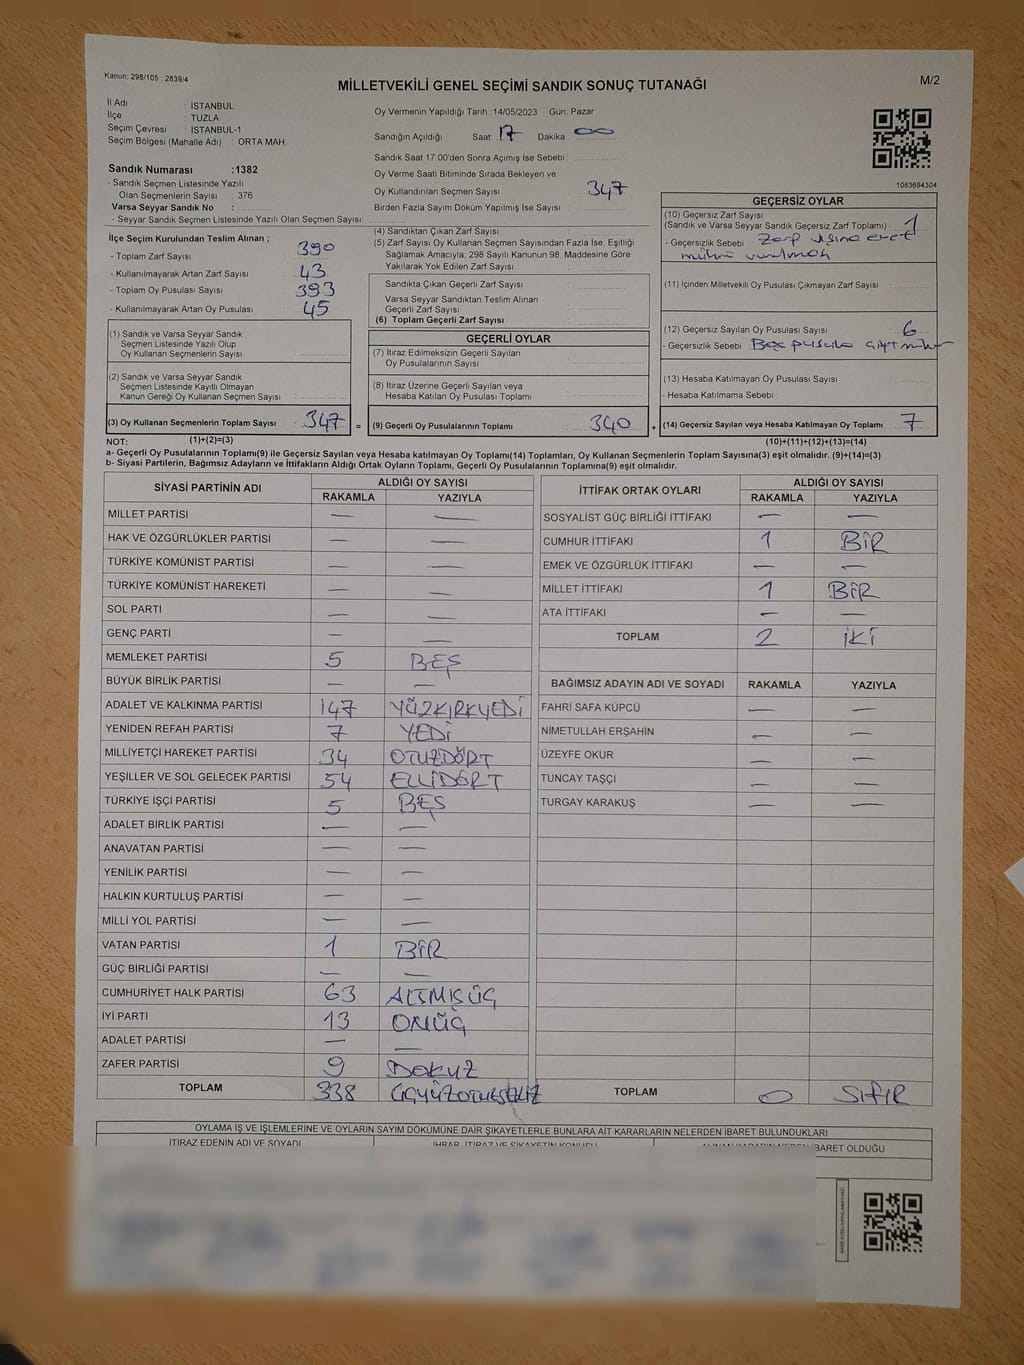 Kanun: 298/105 , 2839/4
MİLLETVEKİLİ GENEL SEÇİMİ SANDIK SONUÇ TUTANAĞI
M/2
İl Adı : İSTANBUL
İlçe : TUZLA
Seçim Çevresi : İSTANBUL-1
Seçim Bölgesi (Mahalle Adı) : ORTA MAH.
Sandık Numarası :1382
- Sandık Seçmen Listesinde Yazılı
Olan Seçmenlerin Sayısı : 376
Varsa Seyyar Sandık No :
- Seyyar Sandık Seçmen Listesinde Yazılı Olan Seçmen Sayısı:
Oy Vermenin Yapıldığı Tarih :14/05/2023 Gün: Pazar
Sandığın Açıldığı Saat: 17 Dakika : 00
Sandık Saat 17:00'den Sonra Açımış İse Sebebi :
Oy Verme Saati Bitiminde Sırada Bekleyen ve
Oy Kullandırılan Seçmen Sayısı 347
Birden Fazla Sayım Döküm Yapılmış İse Sayısı :
1083694304
İlçe Seçim Kurulundan Teslim Alınan ;
- Toplam Zarf Sayısı : 390
- Kullanılmayarak Artan Zarf Sayısı : 43
- Toplam Oy Pusulası Sayısı : 393
- Kullanılmayarak Artan Oy Pusulası : 45
(1) Sandık ve Varsa Seyyar Sandık
Seçmen Listesinde Yazılı Olup
Oy Kullanan Seçmenlerin Sayısı :
(2) Sandık ve Varsa Seyyar Sandık
Seçmen Listesinde Kayıtlı Olmayan
Kanun Gereği Oy Kullanan Seçmen Sayısı :
(3) Oy Kullanan Seçmenlerin Toplam Sayısı : 347 =
(4) Sandıktan Çıkan Zarf Sayısı :
(5) Zarf Sayısı Oy Kullanan Seçmen Sayısından Fazla İse, Eşitliği
Sağlamak Amacıyla; 298 Sayılı Kanunun 98. Maddesine Göre
Yakılarak Yok Edilen Zarf Sayısı :
Sandıkta Çıkan Geçerli Zarf Sayısı :
Varsa Seyyar Sandıktan Teslim Alınan
Geçerli Zarf Sayısı :
(6) Toplam Geçerli Zarf Sayısı :
GEÇERLİ OYLAR
(7) İtiraz Edilmeksizin Geçerli Sayılan
Oy Pusulalarının Sayısı :
(8) İtiraz Üzerine Geçerli Sayılan veya
Hesaba Katılan Oy Pusulası Toplamı :
(9) Geçerli Oy Pusulalarının Toplamı : 340 +
GEÇERSİZ OYLAR
(10) Geçersiz Zarf Sayısı
(Sandık ve Varsa Seyyar Sandık Geçersiz Zarf Toplamı) : 1
- Geçersizlik Sebebi : Zarf üzerine evet
mührü vurulmah
(11) İçinden Milletvekili Oy Pusulası Çıkmayan Zarf Sayısı :
(12) Geçersiz Sayılan Oy Pusulası Sayısı : 6
- Geçersizlik Sebebi : Boş pusula çift mühür
(13) Hesaba Katılmayan Oy Pusulası Sayısı :
- Hesaba Katılmama Sebebi :
(14) Geçersiz Sayılan veya Hesaba Katılmayan Oy Toplamı : 7
NOT: (1)+(2)=(3) (10)+(11)+(12)+(13)=(14)
a- Geçerli Oy Pusulalarının Toplamı(9) ile Geçersiz Sayılan veya Hesaba katılmayan Oy Toplamı(14) Toplamları, Oy Kullanan Seçmenlerin Toplam Sayısına(3) eşit olmalıdır. (9)+(14)=(3)
b- Siyasi Partilerin, Bağımsız Adayların ve İttifakların Aldığı Ortak Oyların Toplamı, Geçerli Oy Pusulalarının Toplamına(9) eşit olmalıdır.
SİYASİ PARTİNİN ADI ALDIĞI OY SAYISI
RAKAMLA YAZIYLA
MİLLET PARTİSİ — —
HAK VE ÖZGÜRLÜKLER PARTİSİ — —
TÜRKİYE KOMÜNİST PARTİSİ — —
TÜRKİYE KOMÜNİST HAREKETİ — —
SOL PARTİ — —
GENÇ PARTİ — —
MEMLEKET PARTİSİ 5 BEŞ
BÜYÜK BİRLİK PARTİSİ — —
ADALET VE KALKINMA PARTİSİ 147 YÜZKIRKYEDİ
YENİDEN REFAH PARTİSİ 7 YEDİ
MİLLİYETÇİ HAREKET PARTİSİ 34 OTUZDÖRT
YEŞİLLER VE SOL GELECEK PARTİSİ 54 ELLİDÖRT
TÜRKİYE İŞÇİ PARTİSİ 5 BEŞ
ADALET BİRLİK PARTİSİ — —
ANAVATAN PARTİSİ — —
YENİLİK PARTİSİ — —
HALKIN KURTULUŞ PARTİSİ — —
MİLLİ YOL PARTİSİ — —
VATAN PARTİSİ 1 BİR
GÜÇ BİRLİĞİ PARTİSİ — —
CUMHURİYET HALK PARTİSİ 63 ALTMIŞÜÇ
İYİ PARTİ 13 ONÜÇ
ADALET PARTİSİ — —
ZAFER PARTİSİ 9 DOKUZ
TOPLAM 338 ÜÇYÜZOTUZSEKİZ
İTTİFAK ORTAK OYLARI ALDIĞI OY SAYISI
RAKAMLA YAZIYLA
SOSYALİST GÜÇ BİRLİĞİ İTTİFAKI — —
CUMHUR İTTİFAKI 1 BİR
EMEK VE ÖZGÜRLÜK İTTİFAKI — —
MİLLET İTTİFAKI 1 BİR
ATA İTTİFAKI — —
TOPLAM 2 İKİ
BAĞIMSIZ ADAYIN ADI VE SOYADI RAKAMLA YAZIYLA
FAHRİ SAFA KÜPCÜ — —
NİMETULLAH ERŞAHİN — —
ÜZEYFE OKUR — —
TUNCAY TAŞÇI — —
TURGAY KARAKUŞ — —
TOPLAM 0 SIFIR
OYLAMA İŞ VE İŞLEMLERİNE VE OYLARIN SAYIM DÖKÜMÜNE DAİR ŞIKAYETLERLE BUNLARA AİT KARARLARIN NELERDEN İBARET BULUNDUKLARI
İTİRAZ EDENİN ADI VE SOYADI İHBAR, İTİRAZ VE ŞİKAYETİN KONUSU ALINAN KARARIN NEDEN İBARET OLDUĞU